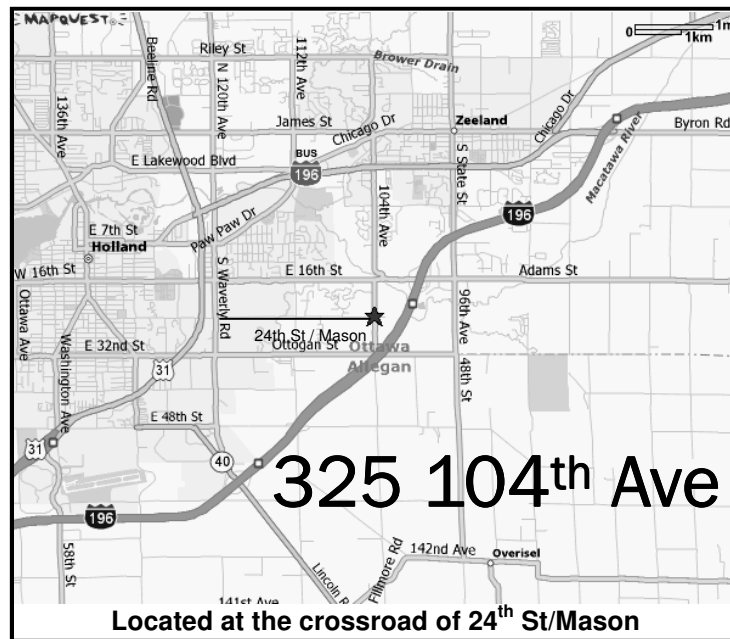 MAPQUEST
0 1m
1km
Riley St
Brower Drain
Beeline Rd
N 120th Ave
112th Ave
136th Ave
James St
Chicago Dr
Zeeland
Chicago Dr
Byron Rd
E Lakewood Blvd
BUS
196
S State St
Macatawa River
104th Ave
196
Paw Paw Dr
E 7th St
Holland
W 16th St
E 16th St
Adams St
Ottawa Ave
S Waverly Rd
96th Ave
24th St / Mason
E 32nd St
Ottogan St
Ottawa
Allegan
Washington Ave
31
48th St
E 48th St
31
40
325 104th Ave
196
58th St
142nd Ave
Overisel
Fillmore Rd
Lincoln R
141st Ave
Located at the crossroad of 24th St/Mason